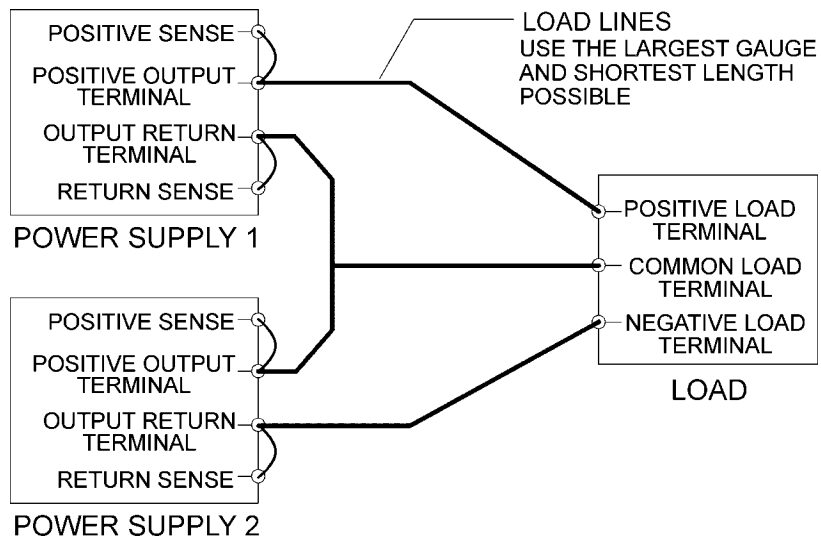 POSITIVE SENSE
POSITIVE OUTPUT
TERMINAL
OUTPUT RETURN
TERMINAL
RETURN SENSE
POWER SUPPLY 1
LOAD LINES
USE THE LARGEST GAUGE
AND SHORTEST LENGTH
POSSIBLE
POSITIVE LOAD
TERMINAL
COMMON LOAD
TERMINAL
NEGATIVE LOAD
TERMINAL
LOAD
POSITIVE SENSE
POSITIVE OUTPUT
TERMINAL
OUTPUT RETURN
TERMINAL
RETURN SENSE
POWER SUPPLY 2